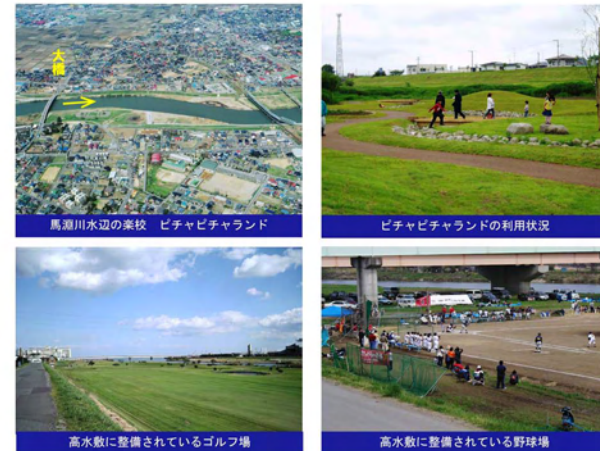 大橋
馬淵川水辺の楽校　ピチャピチャランド
ピチャピチャランドの利用状況
高水敷に整備されているゴルフ場
高水敷に整備されている野球場